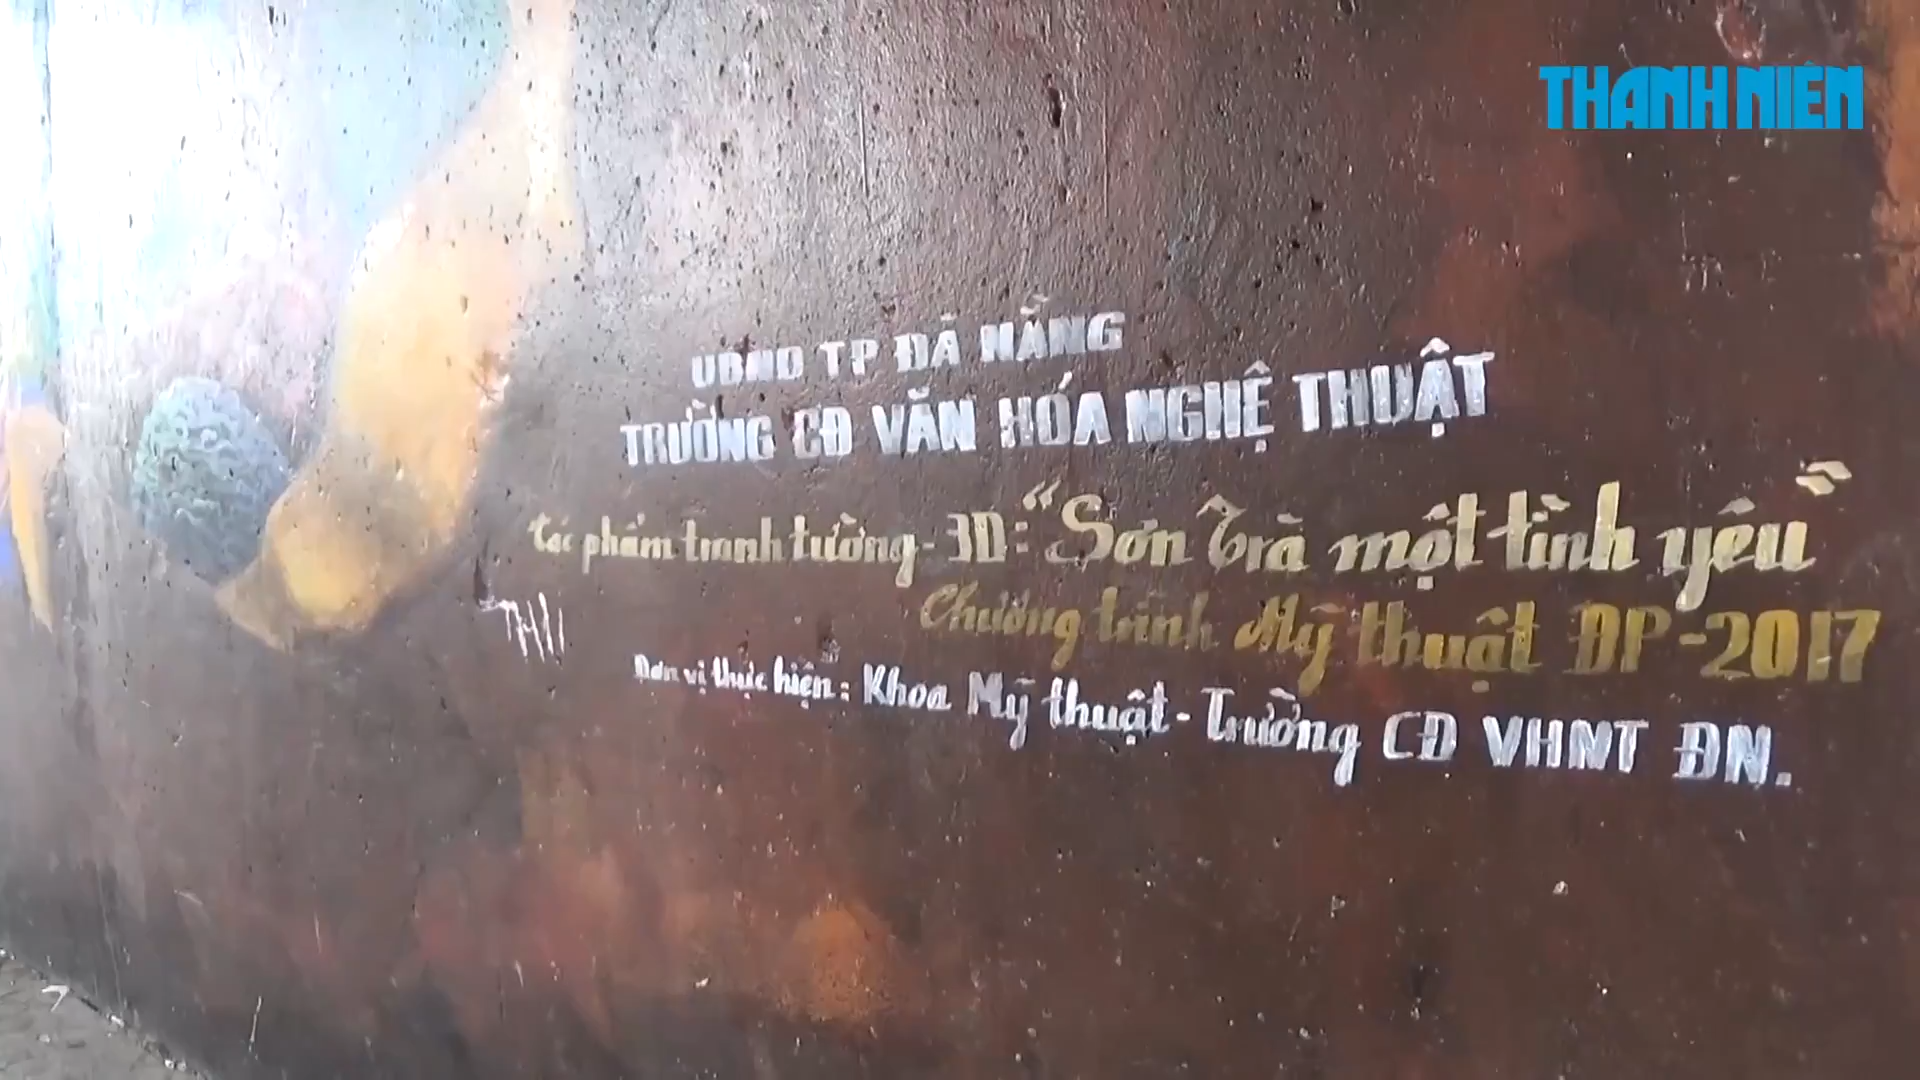 THANH NIÊN
UBND TP ĐÀ NẴNG
TRƯỜNG CĐ VĂN HÓA NGHỆ THUẬT
Tác phẩm tranh tường - 3D: "Sơn Trà một tình yêu"
Chương trình Mỹ thuật ĐP - 2017
Đơn vị thực hiện: Khoa Mỹ thuật - Trường CĐ VHNT ĐN.